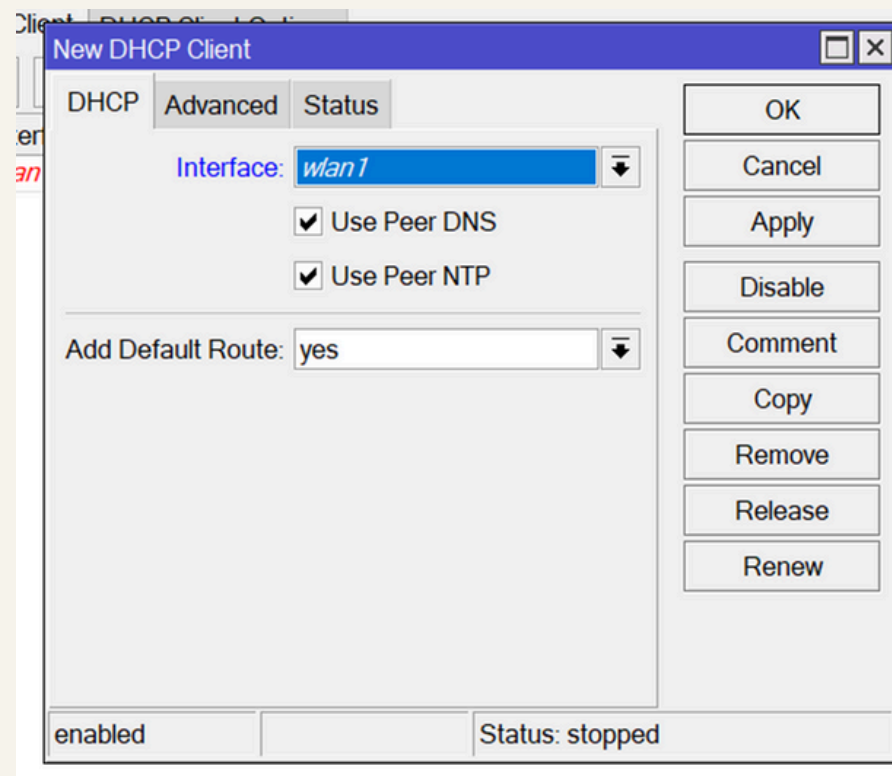 New DHCP Client
DHCP Advanced Status
Interface: wlan1
Use Peer DNS
Use Peer NTP
Add Default Route: yes
OK
Cancel
Apply
Disable
Comment
Copy
Remove
Release
Renew
enabled Status: stopped